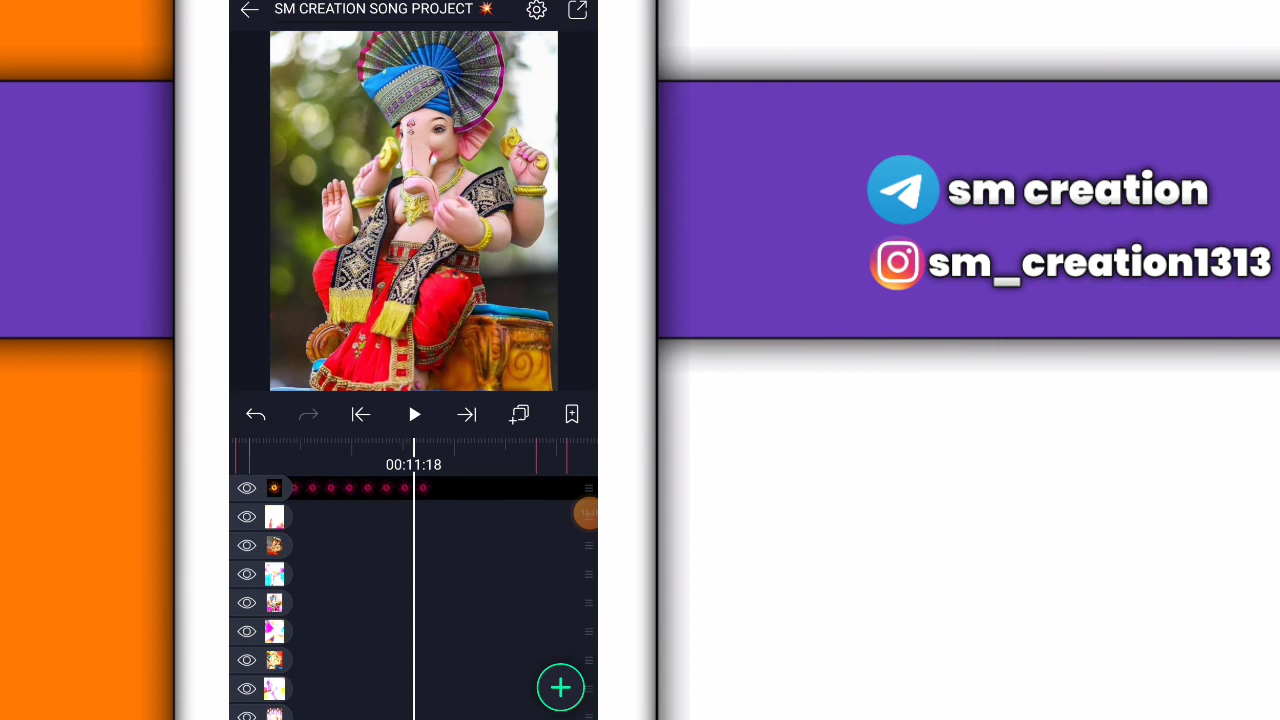 SM CREATION SONG PROJECT 💥
sm creation
sm_creation1313
00:11:18